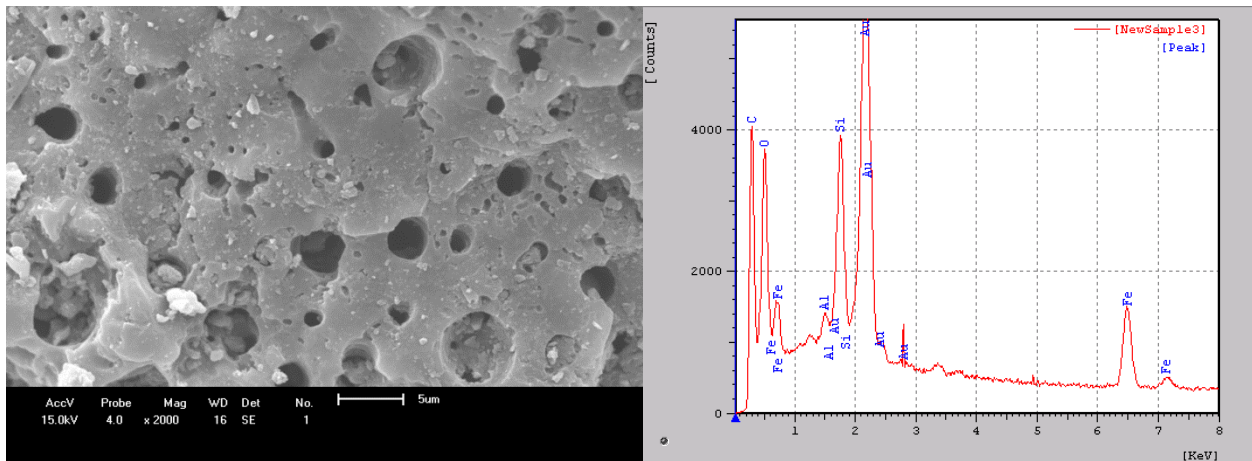 AccV Probe Mag WD Det No. 5um
15.0kV 4.0 x 2000 16 SE 1
[ Counts]
[NewSample3]
[Peak]
Au
C
O
4000
Si
Au
2000
Fe
Al
Au
Fe
Al
Si
Fe
Au
Au
Fe
Fe
0
1 2 3 4 5 6 7 8
[KeV]